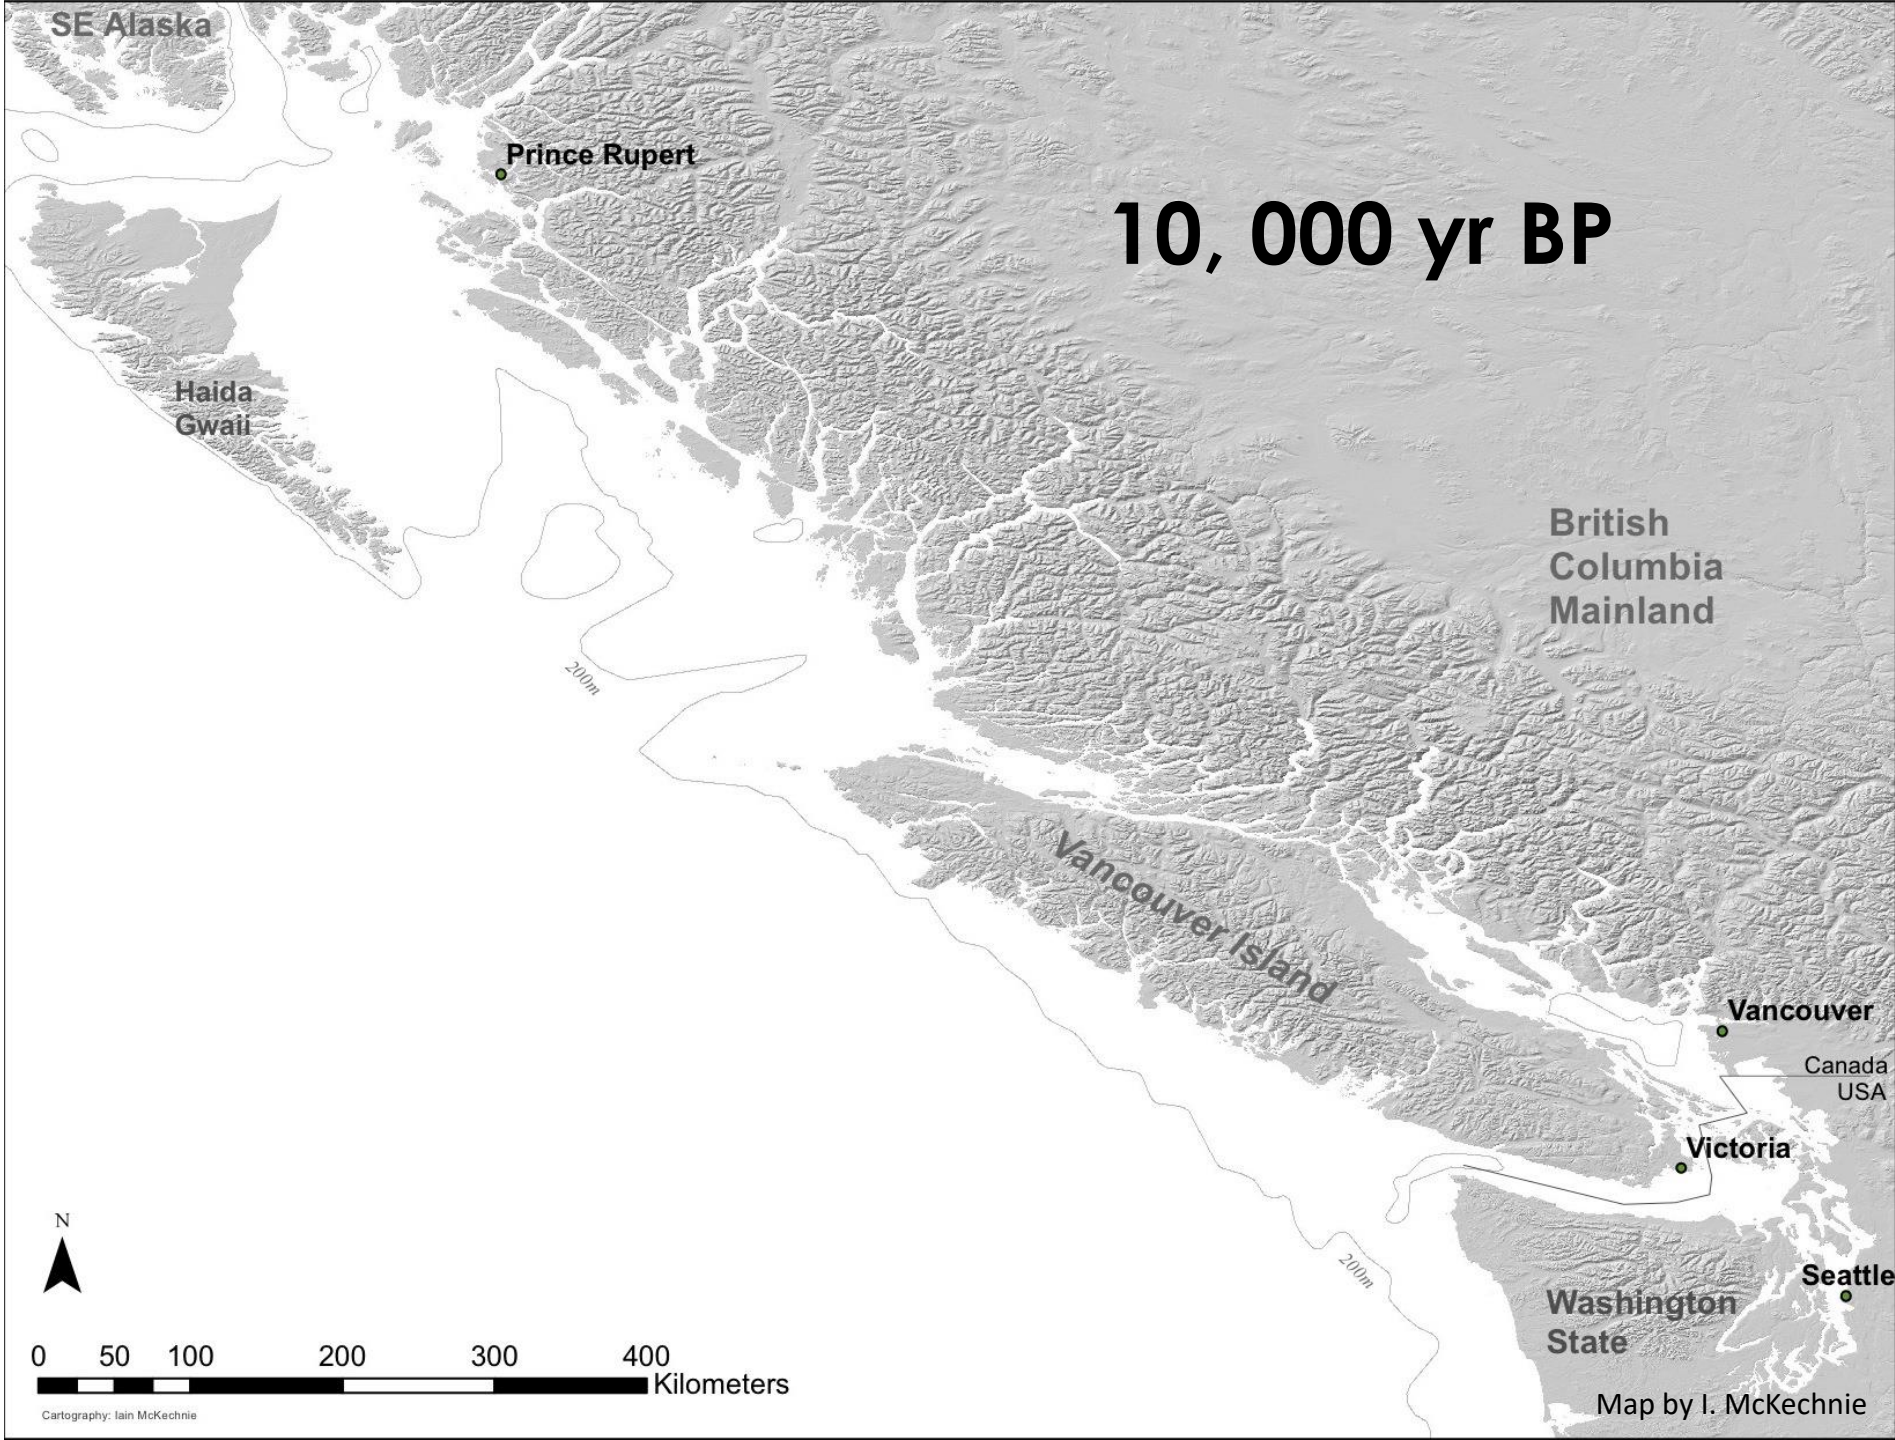 SE Alaska
Prince Rupert
10, 000 yr BP
Haida
Gwaii
British
Columbia
Mainland
200m
Vancouver Island
Vancouver
Canada
USA
Victoria
N
200m
Seattle
Washington
State
0 50 100 200 300 400
Kilometers
Map by I. McKechnie
Cartography: Iain McKechnie